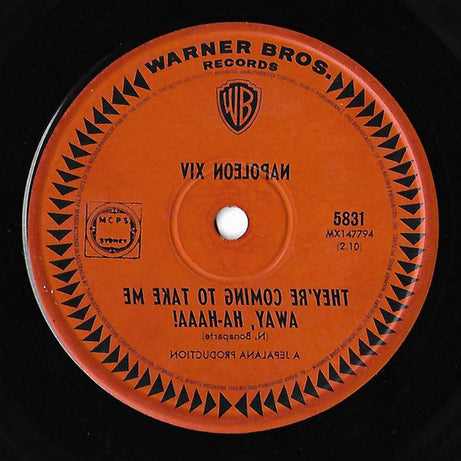 WARNER BROS.
RECORDS
WB
NAPOLEON XIV
MCPS
SYDNEY
5831
MX147794
(2.10)
THEY'RE COMING TO TAKE ME
AWAY, HA-HAAA!
(N. Bonaparte)
A JEPALANA PRODUCTION